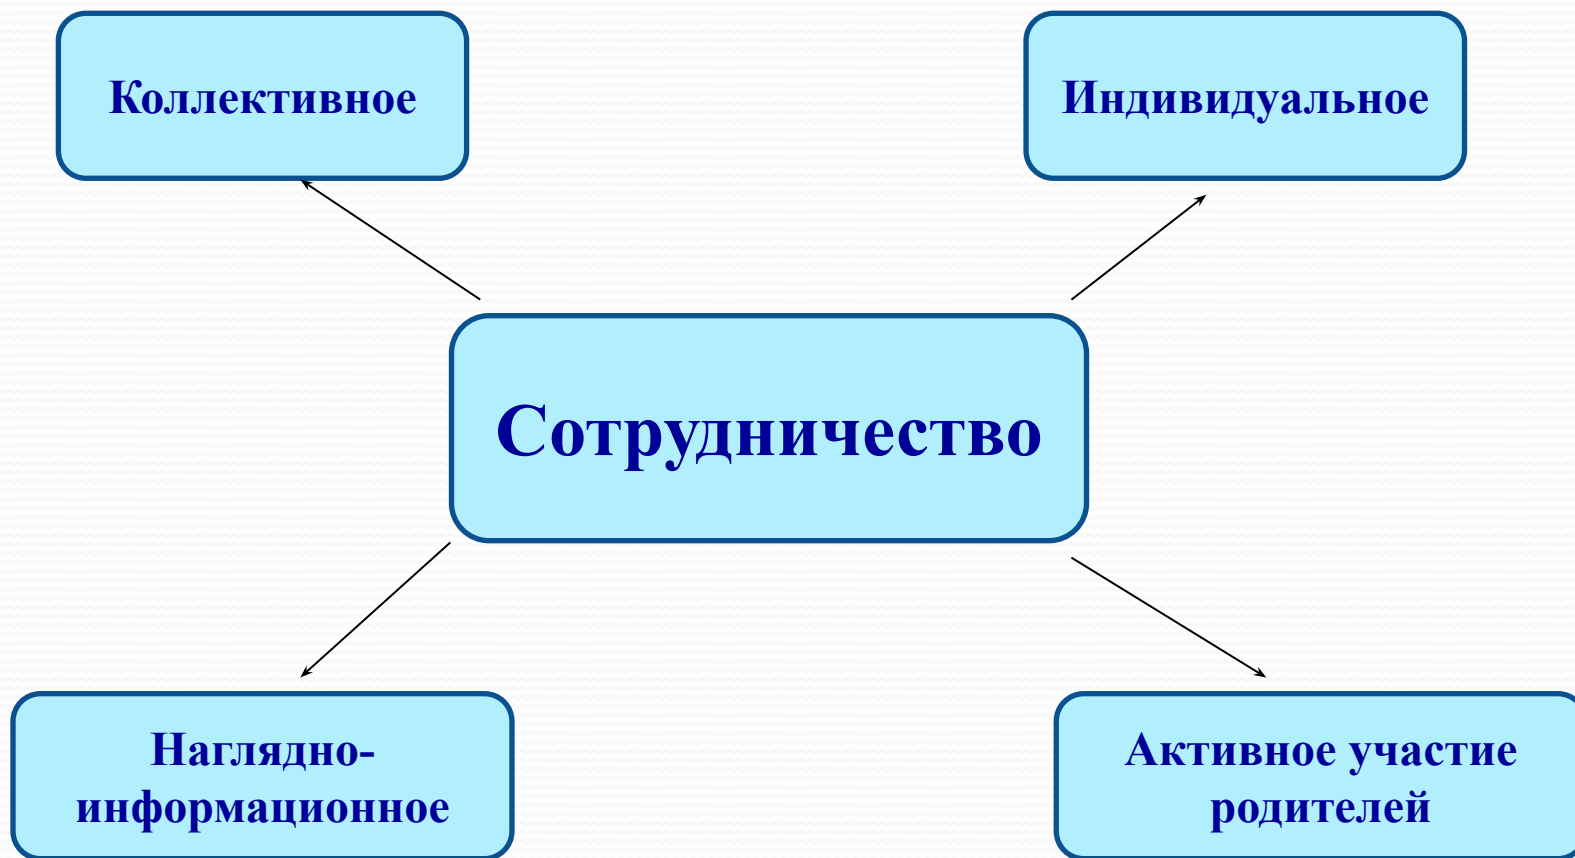 Коллективное
Индивидуальное
Сотрудничество
Наглядно-
информационное
Активное участие
родителей